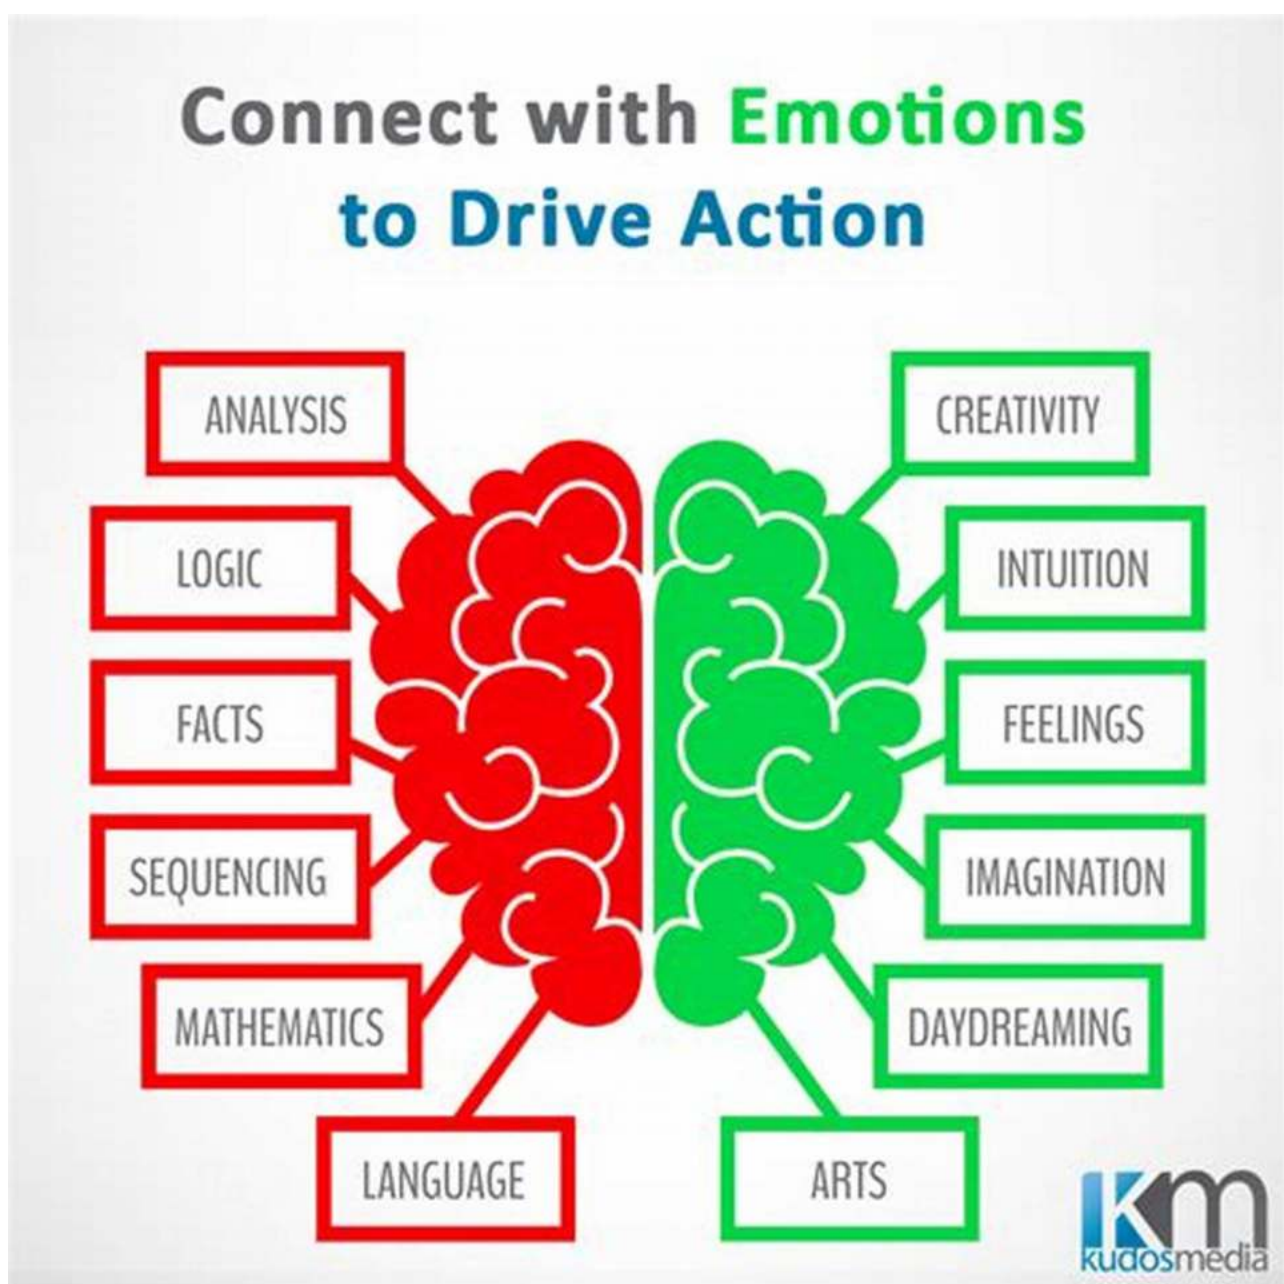 Connect with Emotions
to Drive Action
ANALYSIS
LOGIC
FACTS
SEQUENCING
MATHEMATICS
LANGUAGE
CREATIVITY
INTUITION
FEELINGS
IMAGINATION
DAYDREAMING
ARTS
KM
kudosmedia